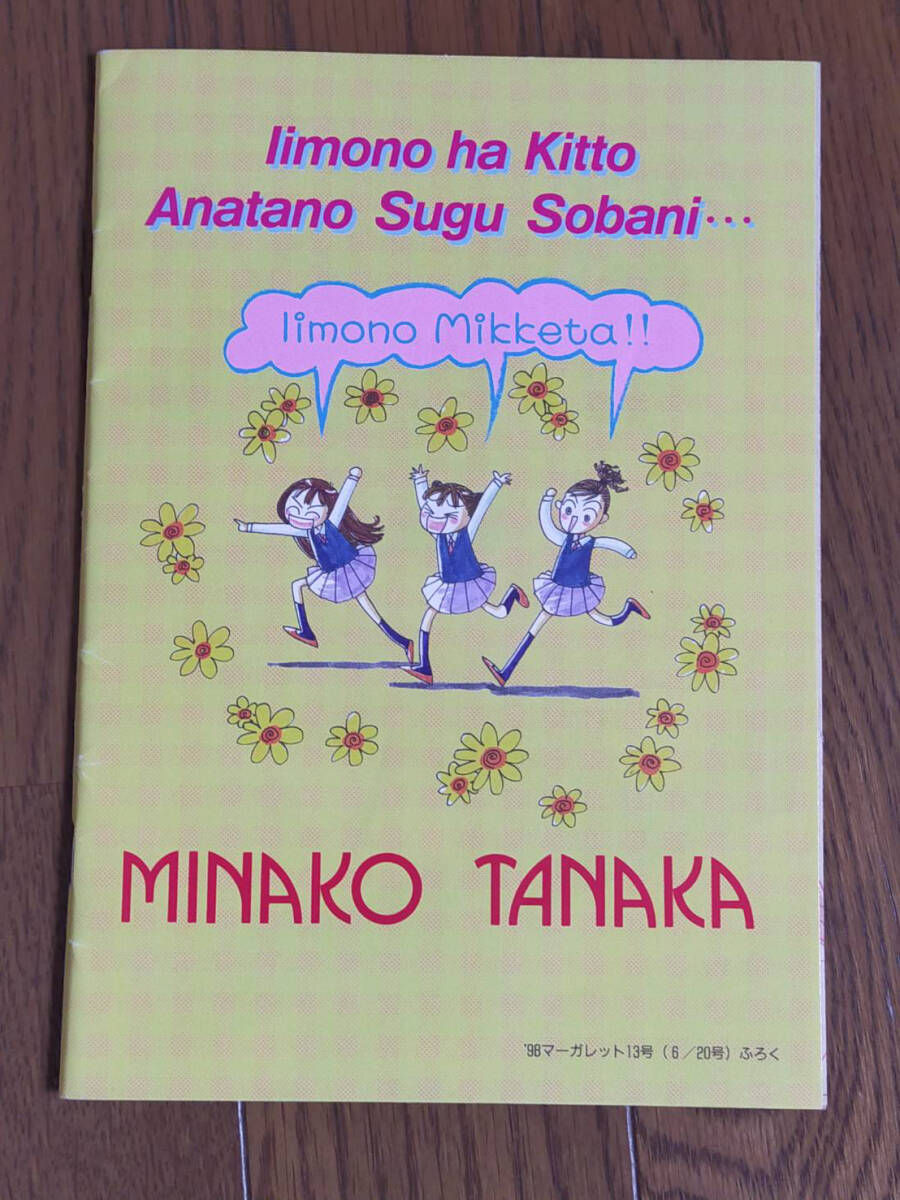 Iimono ha Kitto
Anatano Sugu Sobani…
Iimono Mikketa!!
MINAKO TANAKA
'98マーガレット13号(6/20号)ふろく